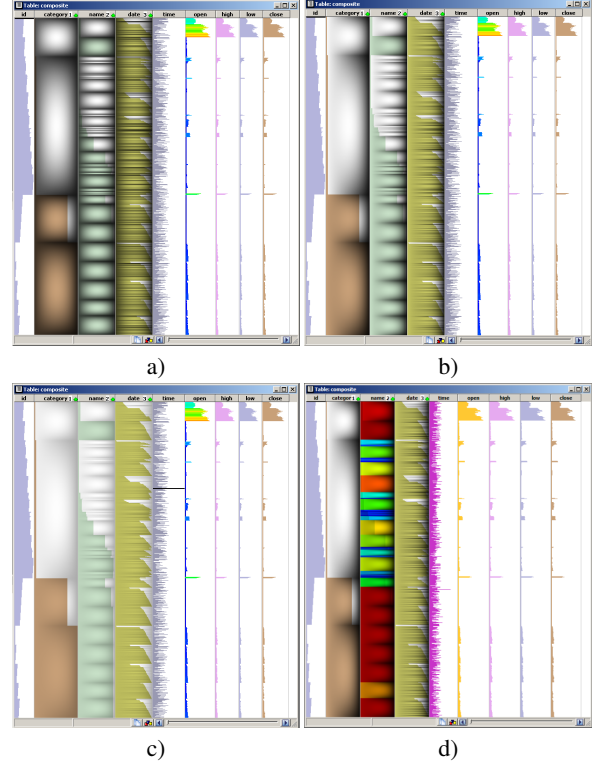 Table: composite
id category 1 name 2 date 3 time open high low close
Table: composite
id category 1 name 2 date 3 time open high low close
a)
b)
Table: composite
id category 1 name 2 date 3 time open high low close
Table: composite
id category 1 name 2 date 3 time open high low close
c)
d)